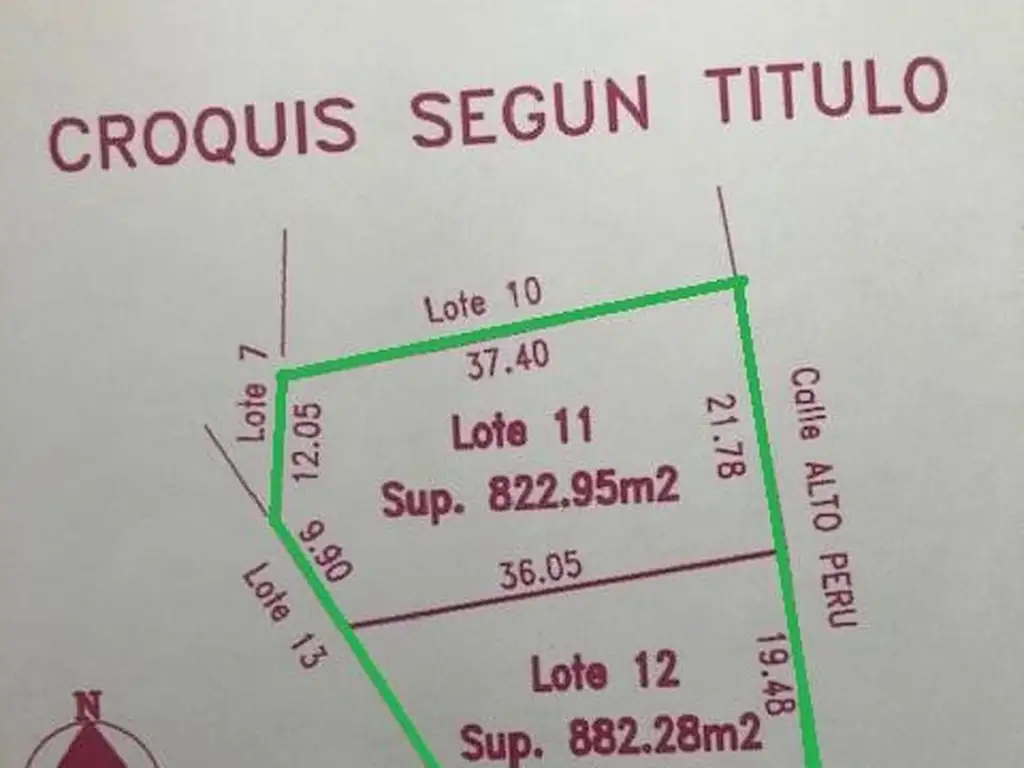 CROQUIS SEGUN TITULO
Lote 10
37.40
Lote 7
12.05
Lote 11
Sup. 822.95m2
21.78
Calle ALTO PERU
9.90
36.05
Lote 13
Lote 12
Sup. 882.28m2
19.48
N